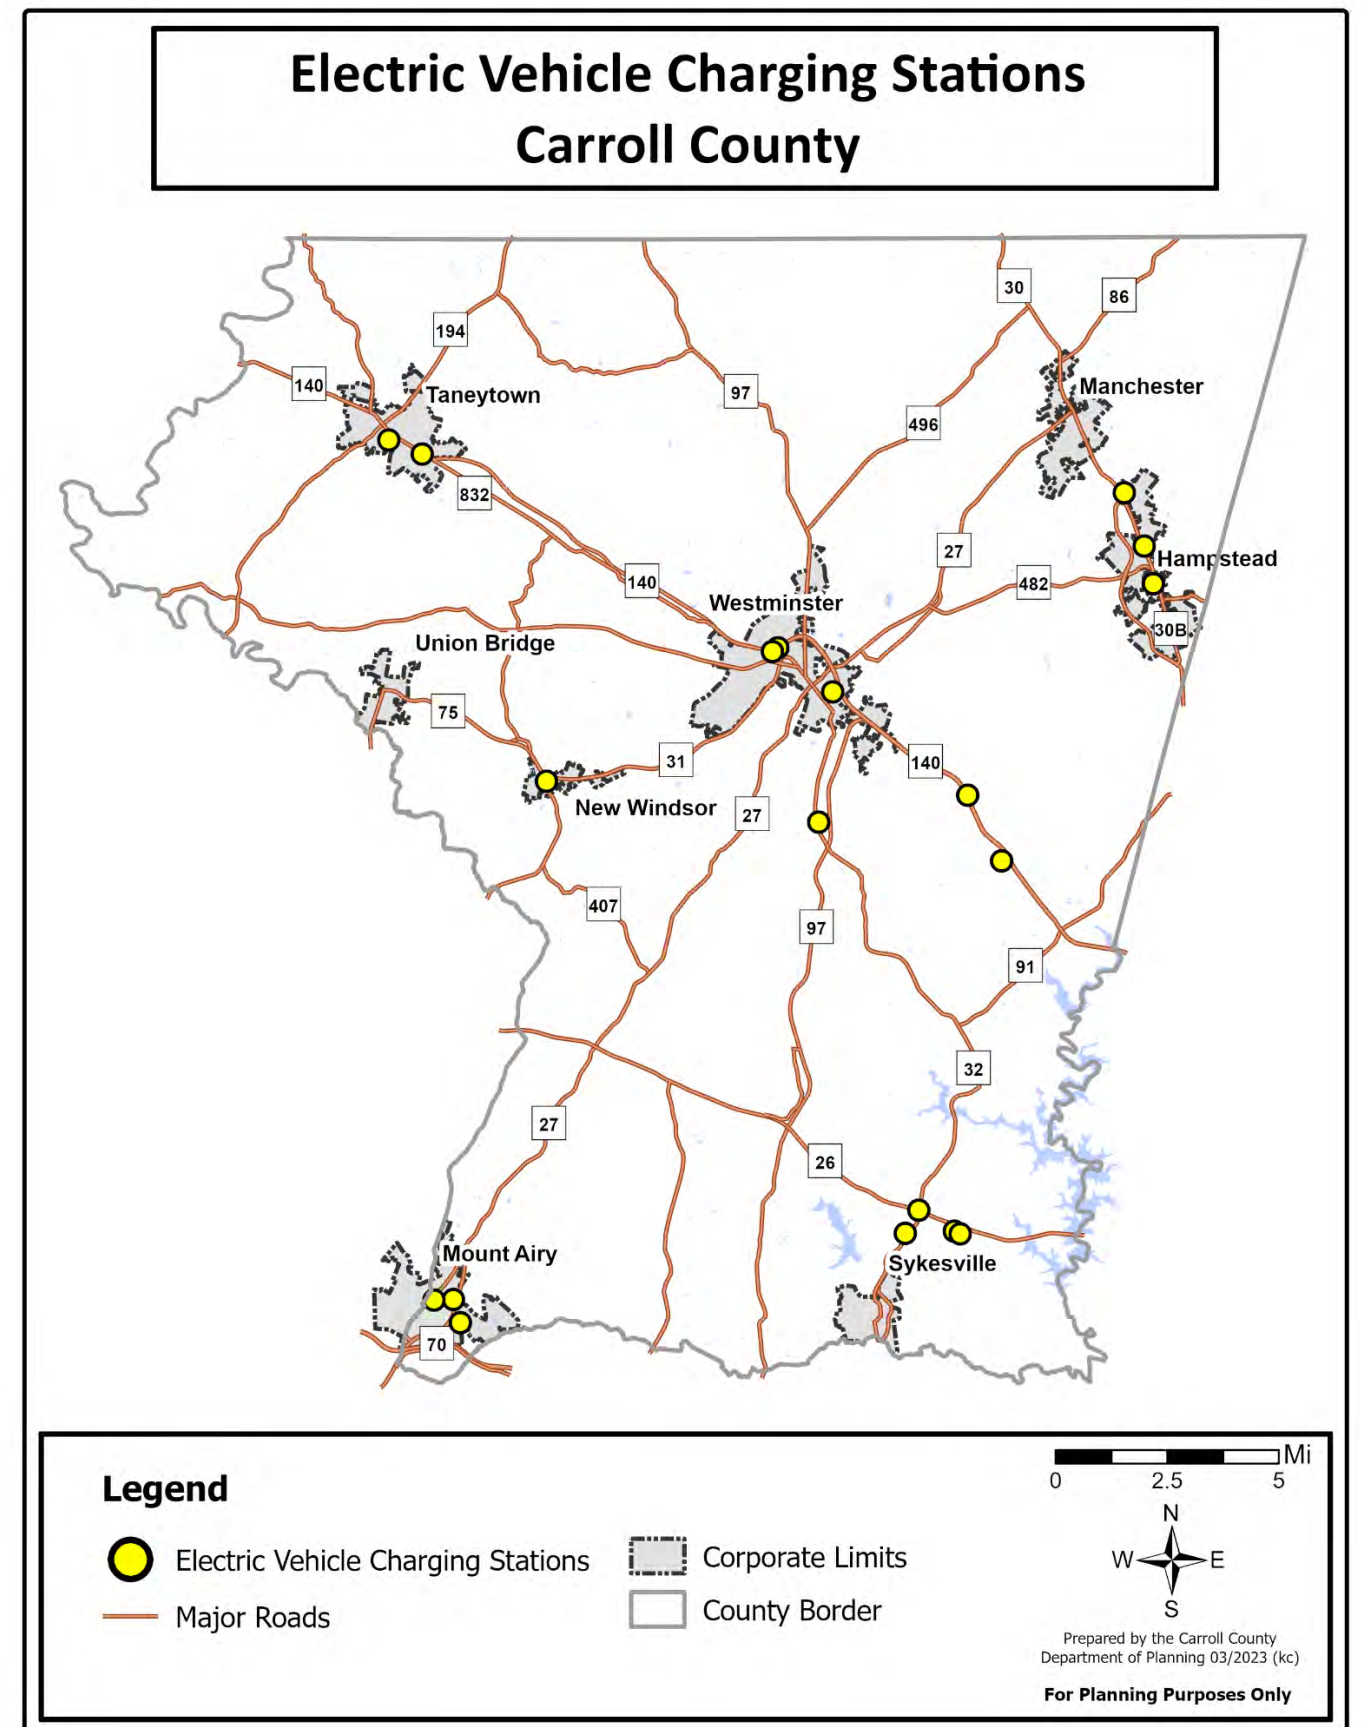 Electric Vehicle Charging Stations
Carroll County
30
86
194
140
Taneytown
Manchester
97
496
832
27
Hampstead
140
482
Westminster
30B
Union Bridge
75
31
140
New Windsor
27
407
97
91
32
27
26
Mount Airy
Sykesville
70
Legend
Electric Vehicle Charging Stations
Major Roads
Corporate Limits
County Border
Mi
0 2.5 5
N
W E
S
Prepared by the Carroll County
Department of Planning 03/2023 (kc)
For Planning Purposes Only